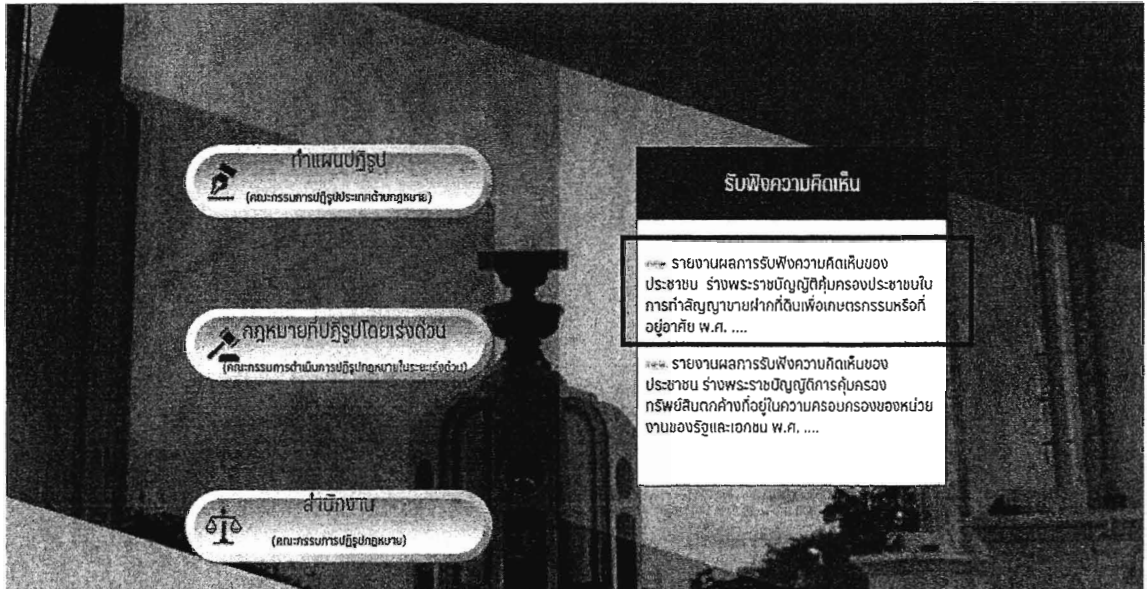 ทำแผนปฏิรูป
(คณะกรรมการปฏิรูปประเทศด้านกฎหมาย)
กฎหมายที่ปฏิรูปโดยเร่งด่วน
(คณะกรรมการดำเนินการปฏิรูปกฎหมายในระยะเร่งด่วน)
สำนักงาน
(คณะกรรมการปฏิรูปกฎหมาย)
รับฟังความคิดเห็น
รายงานผลการรับฟังความคิดเห็นของ
ประชาชน ร่างพระราชบัญญัติคุ้มครองประชาชนใน
การทำสัญญาขายฝากที่ดินเพื่อเกษตรกรรมหรือที่
อยู่อาศัย พ.ศ. ....
รายงานผลการรับฟังความคิดเห็นของ
ประชาชน ร่างพระราชบัญญัติการคุ้มครอง
ทรัพย์สินตกค้างที่อยู่ในความครอบครองของหน่วย
งานของรัฐและเอกชน พ.ศ. ....